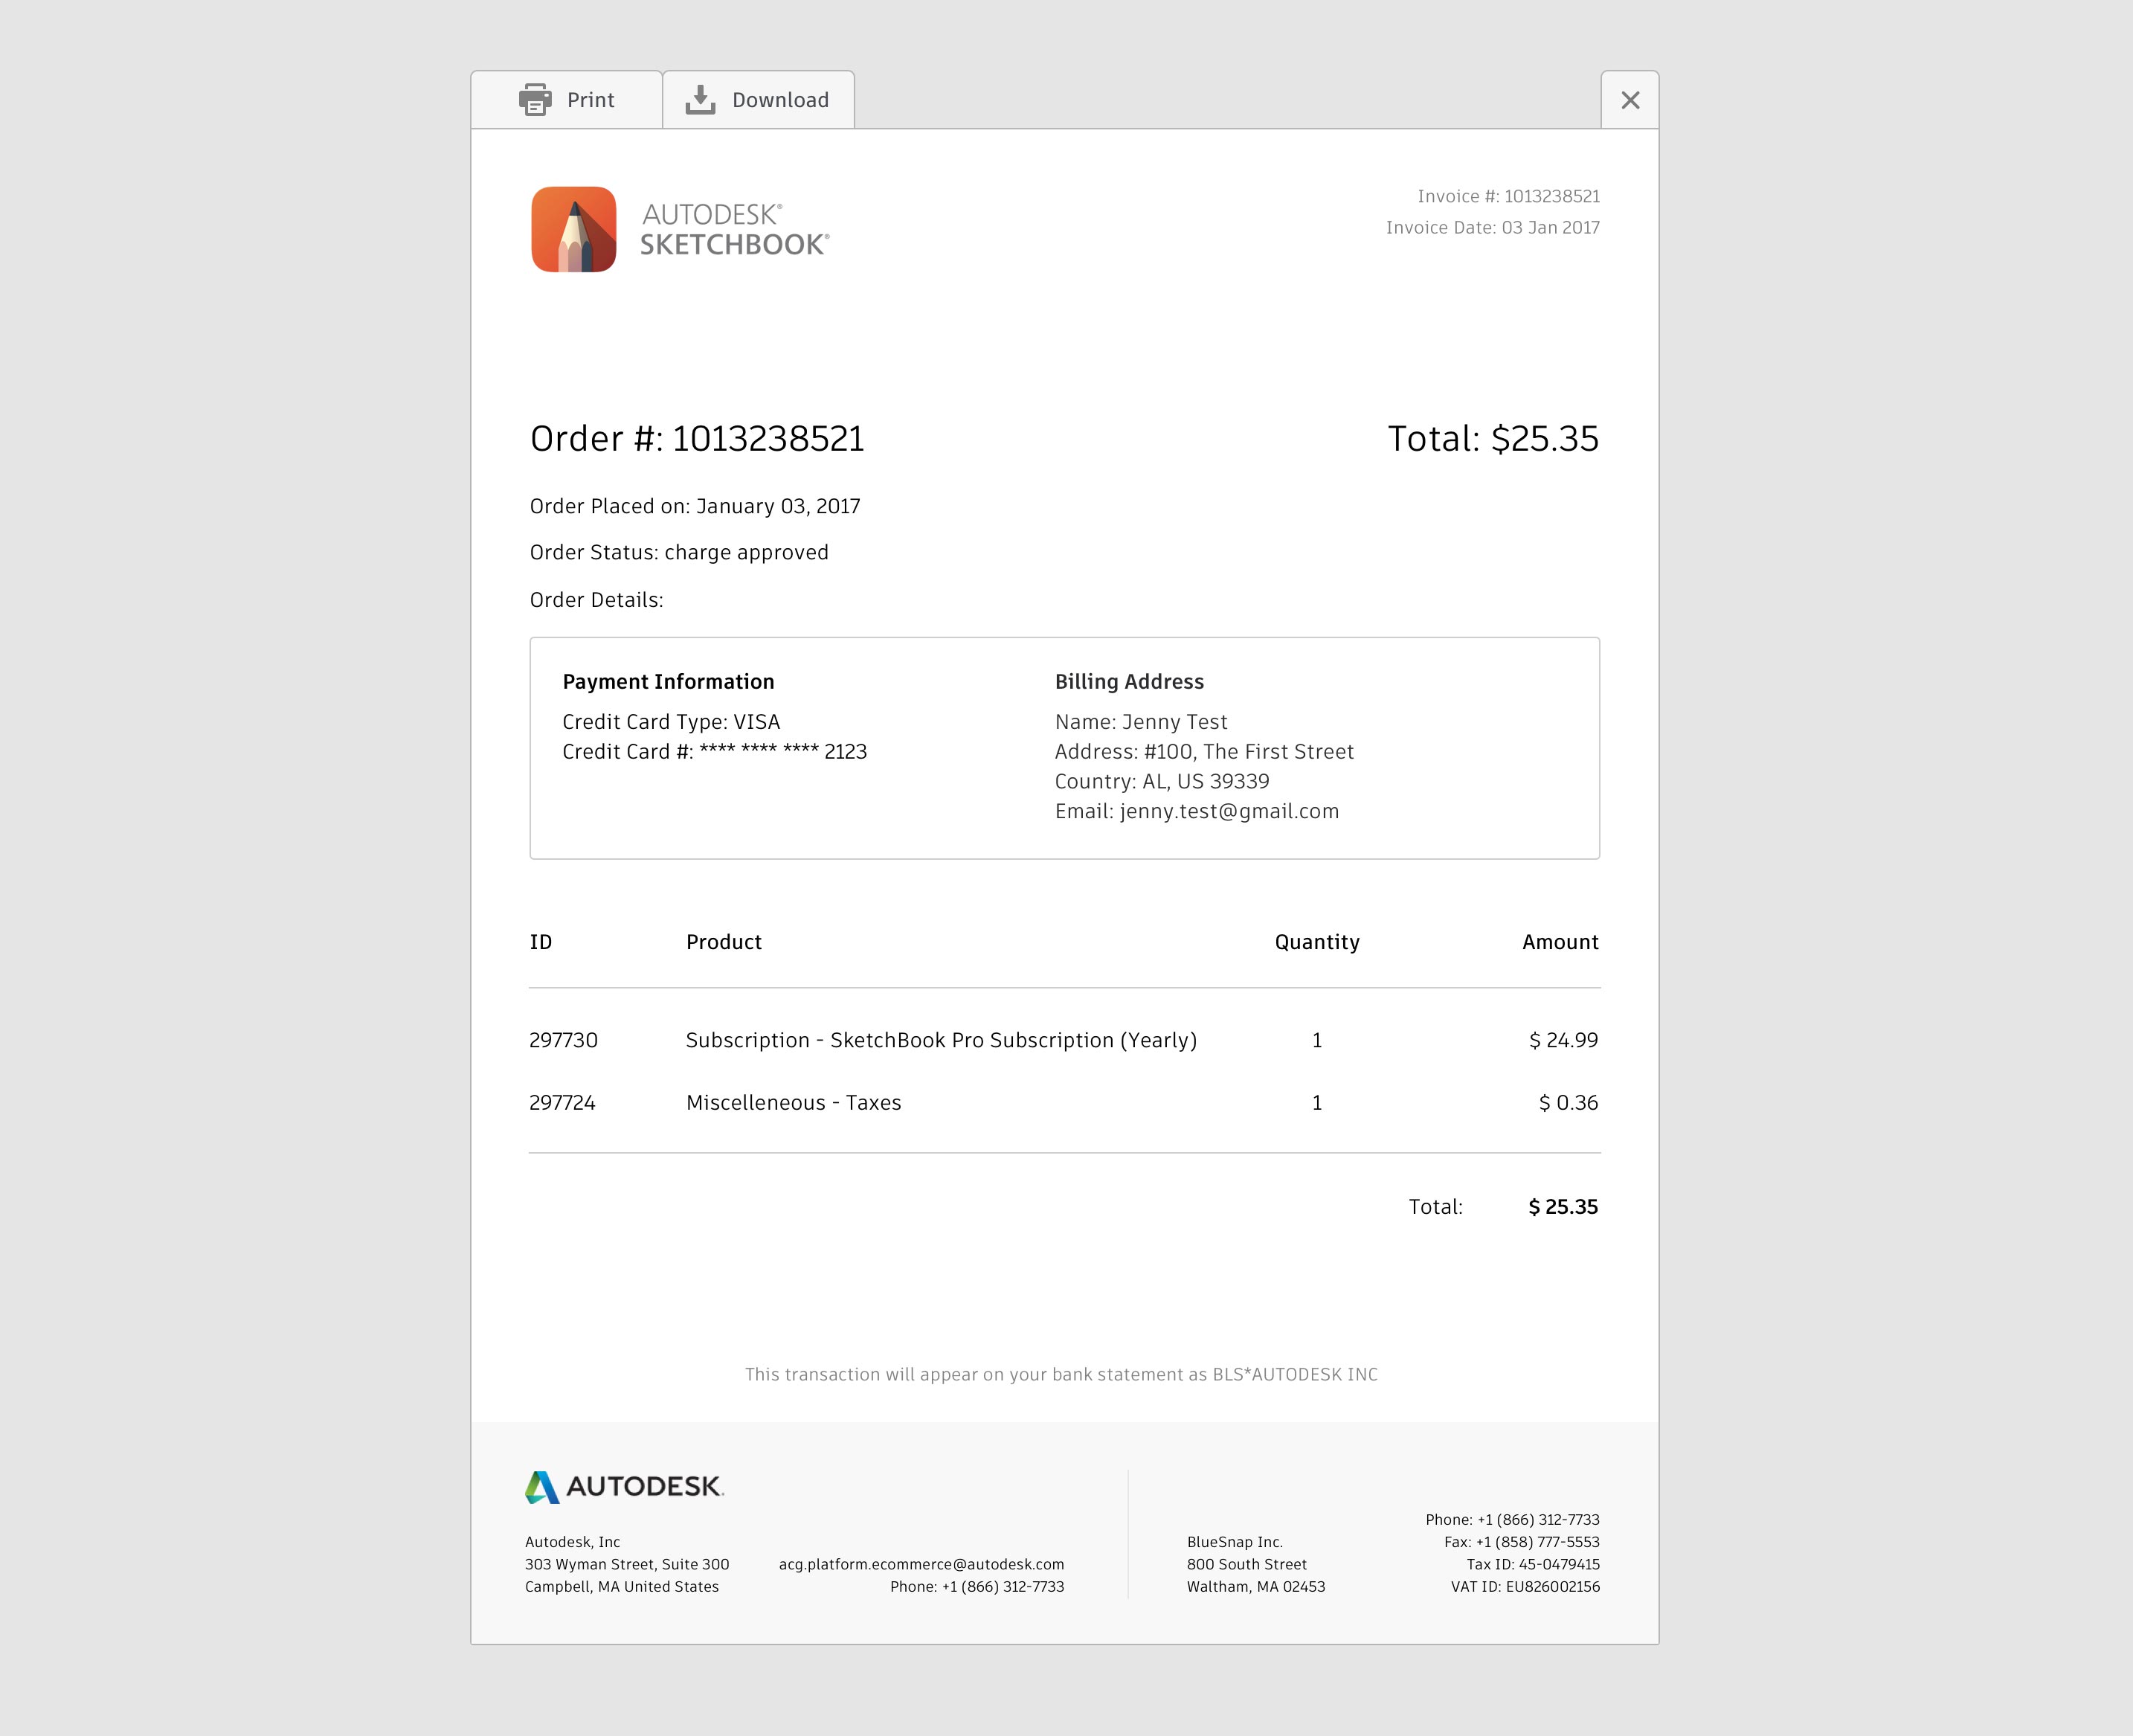 Print
Download
AUTODESK®
SKETCHBOOK®
Invoice #: 1013238521
Invoice Date: 03 Jan 2017
Order #: 1013238521
Total: $25.35
Order Placed on: January 03, 2017
Order Status: charge approved
Order Details:
Payment Information
Credit Card Type: VISA
Credit Card #: **** **** **** 2123
Billing Address
Name: Jenny Test
Address: #100, The First Street
Country: AL, US 39339
Email: jenny.test@gmail.com
ID Product Quantity Amount
297730 Subscription - SketchBook Pro Subscription (Yearly) 1 $ 24.99
297724 Miscelleneous - Taxes 1 $ 0.36
Total: $ 25.35
This transaction will appear on your bank statement as BLS*AUTODESK INC
AUTODESK.
Autodesk, Inc
303 Wyman Street, Suite 300
Campbell, MA United States
acg.platform.ecommerce@autodesk.com
Phone: +1 (866) 312-7733
BlueSnap Inc.
800 South Street
Waltham, MA 02453
Phone: +1 (866) 312-7733
Fax: +1 (858) 777-5553
Tax ID: 45-0479415
VAT ID: EU826002156